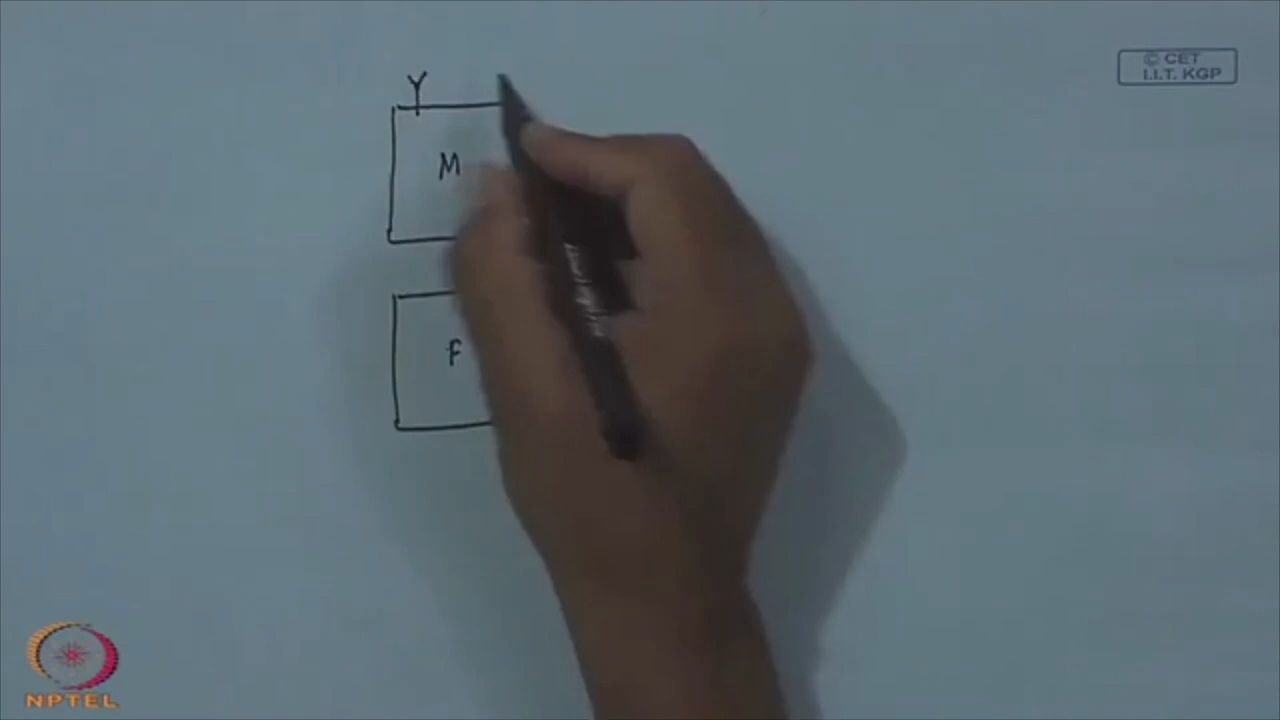 © CET
I.I.T. KGP
Y
M
F
NPTEL